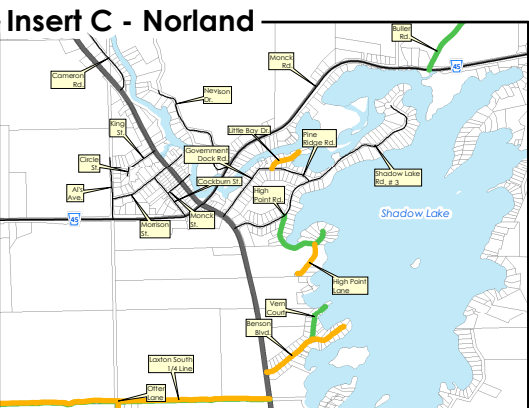 Insert C - Norland
Butler
Rd.
45
Monck
Rd.
Cameron
Rd.
Nevison
Dr.
King
St.
Little Bay Dr.
Pine
Ridge Rd.
Government
Dock Rd.
Circle
St.
Shadow Lake
Rd. # 3
Cockburn St.
High
Point Rd.
Al's
Ave.
Shadow Lake
45
Monck
St.
Morrison
St.
High Point
Lane
Vern
Court
Benson
Blvd.
Laxton South
1/4 Line
Otter
Lane